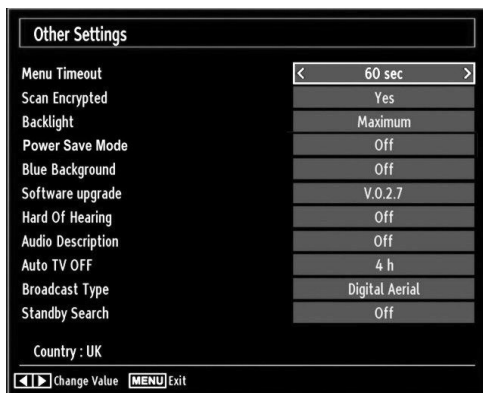 Other Settings
Menu Timeout < 60 sec >
Scan Encrypted Yes
Backlight Maximum
Power Save Mode Off
Blue Background Off
Software upgrade V.0.2.7
Hard Of Hearing Off
Audio Description Off
Auto TV OFF 4 h
Broadcast Type Digital Aerial
Standby Search Off
Country : UK
Change Value MENU Exit